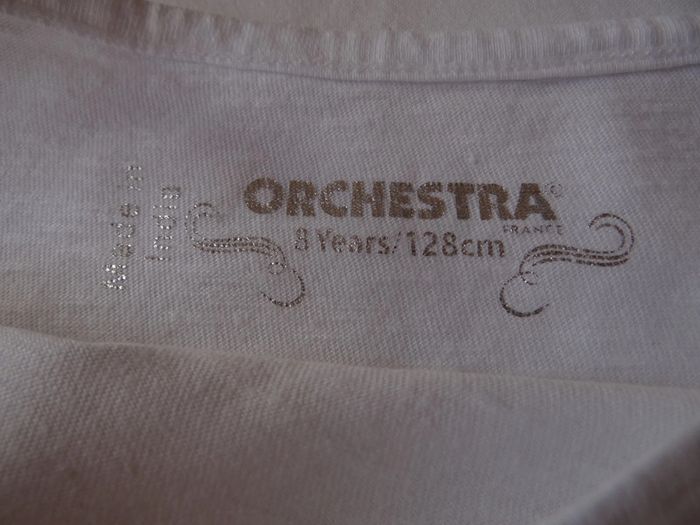 Made in
India
ORCHESTRA©
FRANCE
8 Years/128cm